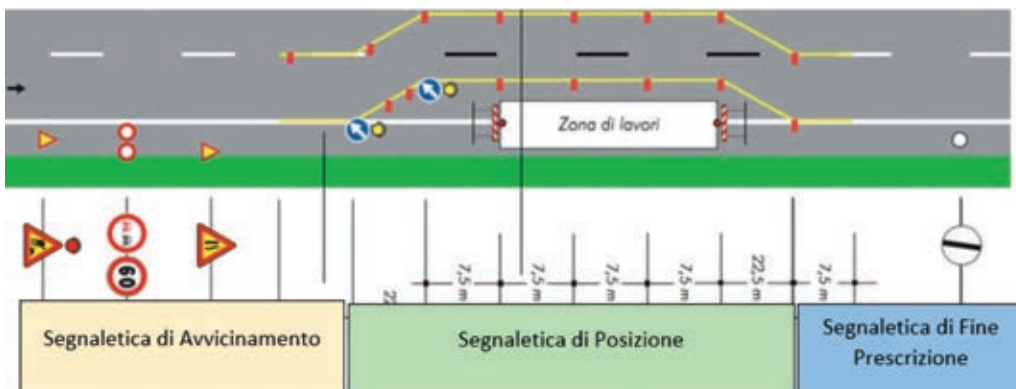 Zona di lavori
60
7,5 m
7,5 m
7,5 m
7,5 m
22,5 m
7,5 m
Segnaletica di Avvicinamento
Segnaletica di Posizione
Segnaletica di Fine
Prescrizione